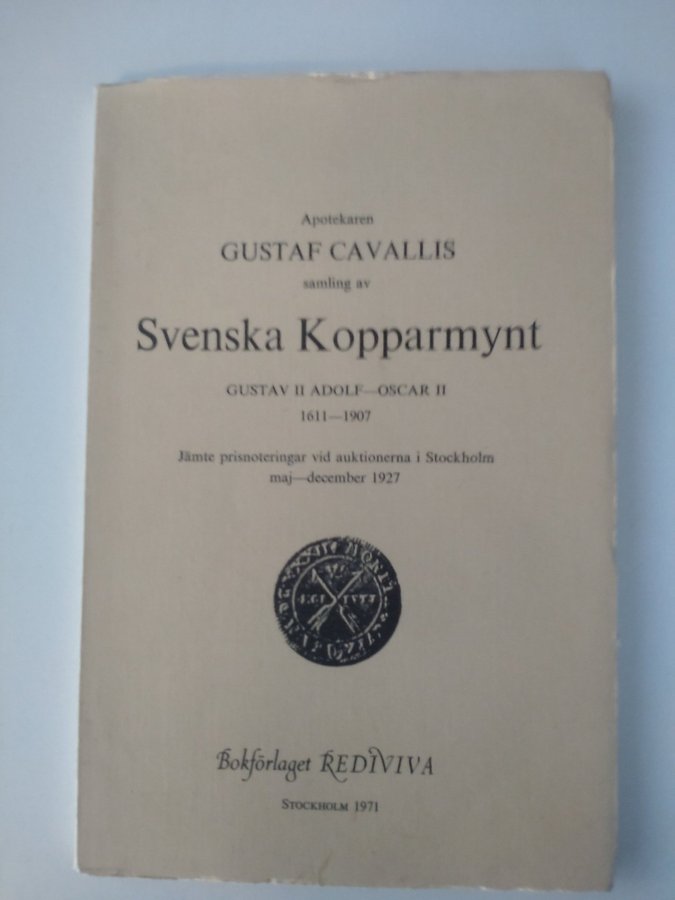 Apotekaren
GUSTAF CAVALLIS
samling av
Svenska Kopparmynt
GUSTAV II ADOLF—OSCAR II
1611—1907
Jämte prisnoteringar vid auktionerna i Stockholm
maj—december 1927
Bokförlaget REDIVIVA
STOCKHOLM 1971